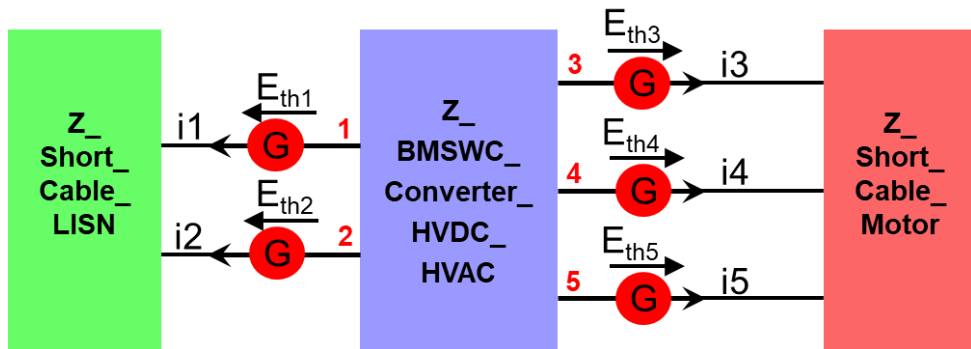 Z_
Short_
Cable_
LISN
E_th1
i1
G
1
E_th2
i2
G
2
Z_
BMSWC_
Converter_
HVDC_
HVAC
E_th3
3
G
i3
E_th4
4
G
i4
E_th5
5
G
i5
Z_
Short_
Cable_
Motor